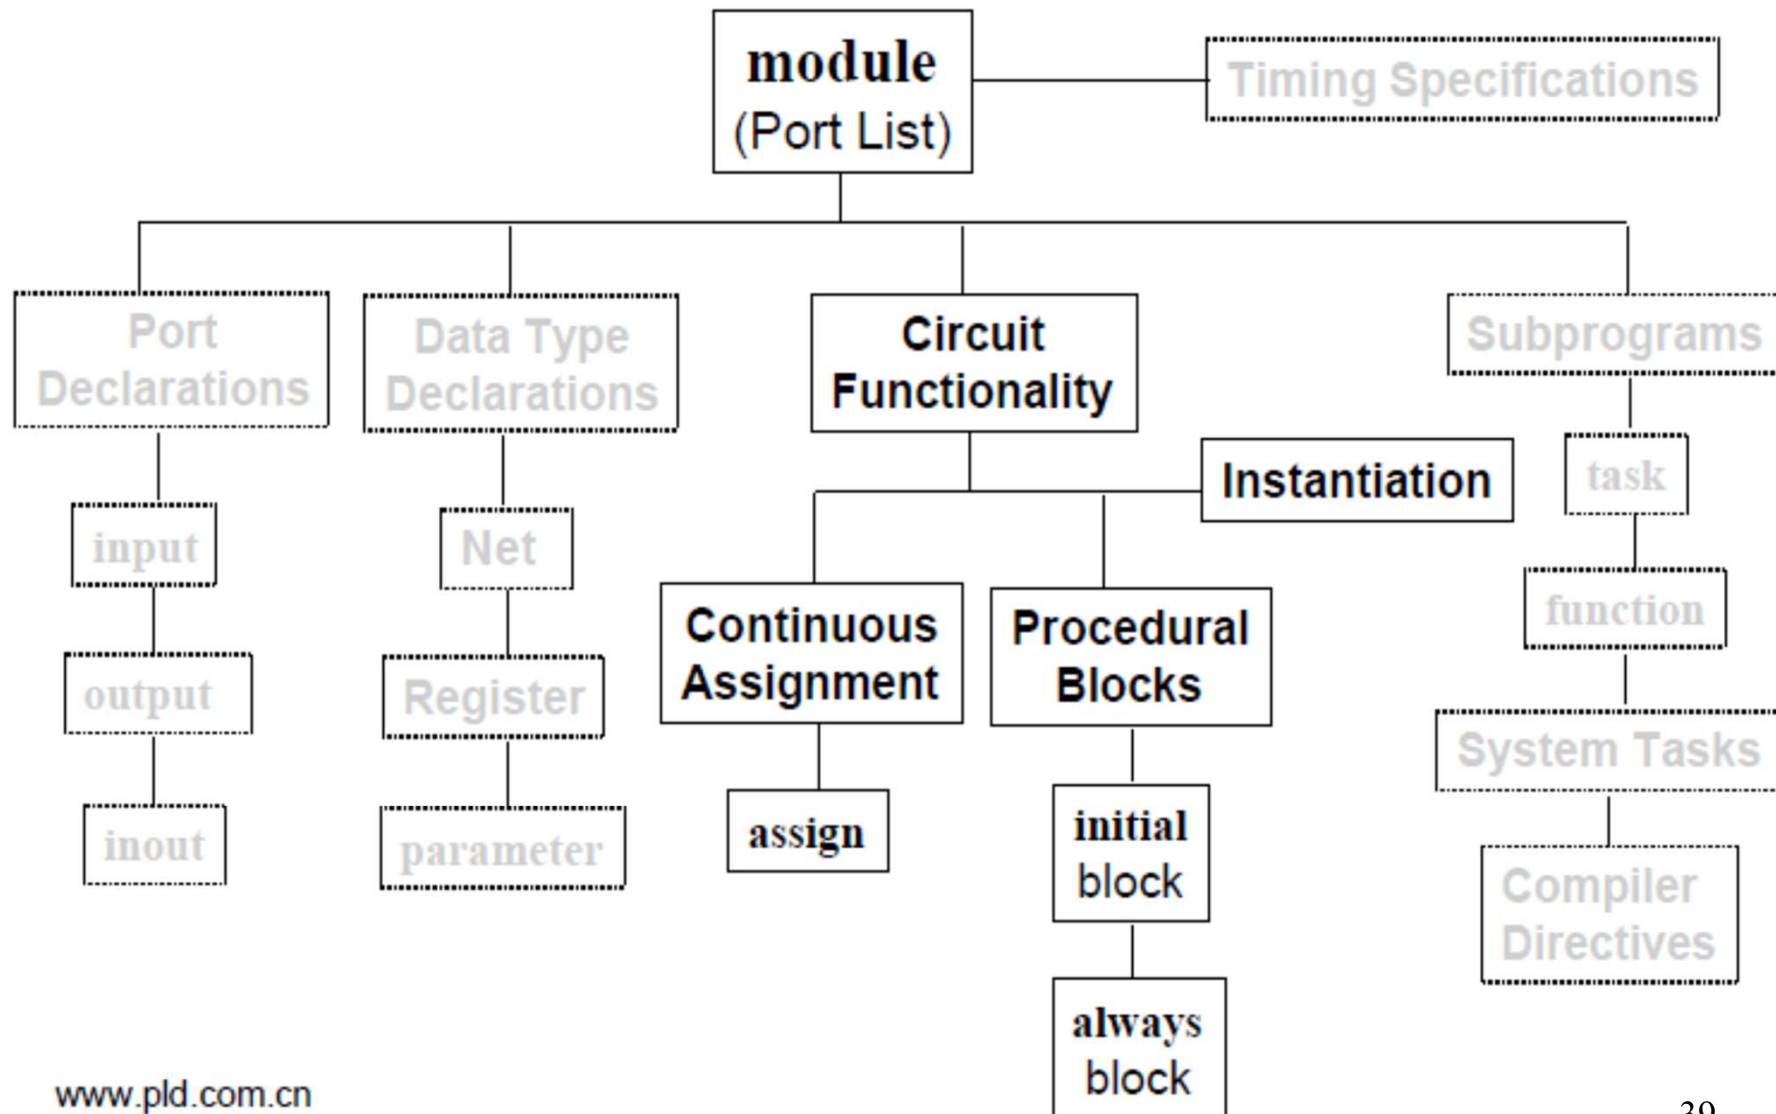 module
(Port List)
Timing Specifications
Port
Declarations
input
output
inout
Data Type
Declarations
Net
Register
parameter
Circuit
Functionality
Instantiation
Continuous
Assignment
assign
Procedural
Blocks
initial
block
always
block
Subprograms
task
function
System Tasks
Compiler
Directives
www.pld.com.cn
39